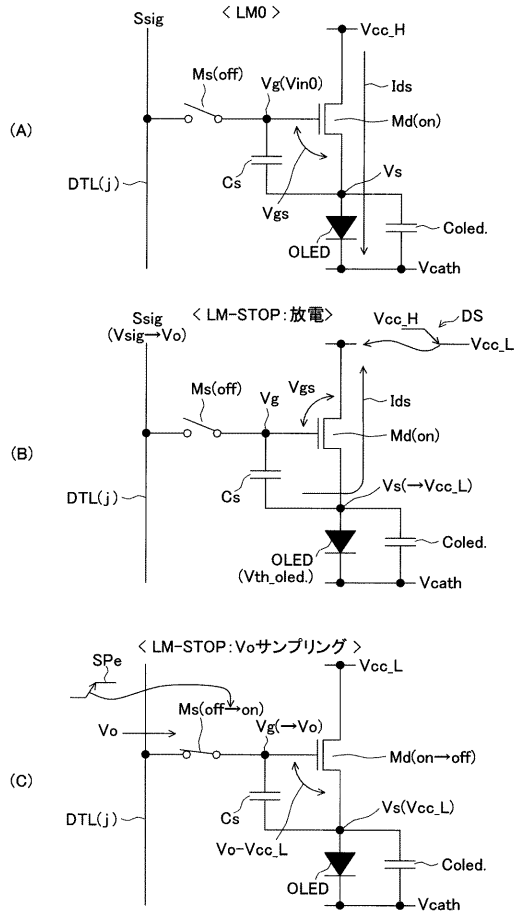 (A)
< LM0 >
Ssig
Vcc_H
Ms(off)
Vg(Vin0)
Ids
Md(on)
DTL(j)
Cs
Vgs
Vs
OLED
Coled.
Vcath
(B)
< LM-STOP:放電 >
Ssig
(Vsig→Vo)
Vcc_H
DS
Vcc_L
Ms(off)
Vg
Vgs
Ids
Md(on)
DTL(j)
Cs
Vs(→Vcc_L)
OLED
(Vth_oled.)
Coled.
Vcath
(C)
< LM-STOP:Voサンプリング >
SPe
Vcc_L
Ms(off→on)
Vo
Vg(→Vo)
Md(on→off)
DTL(j)
Cs
Vo-Vcc_L
Vs(Vcc_L)
OLED
Coled.
Vcath